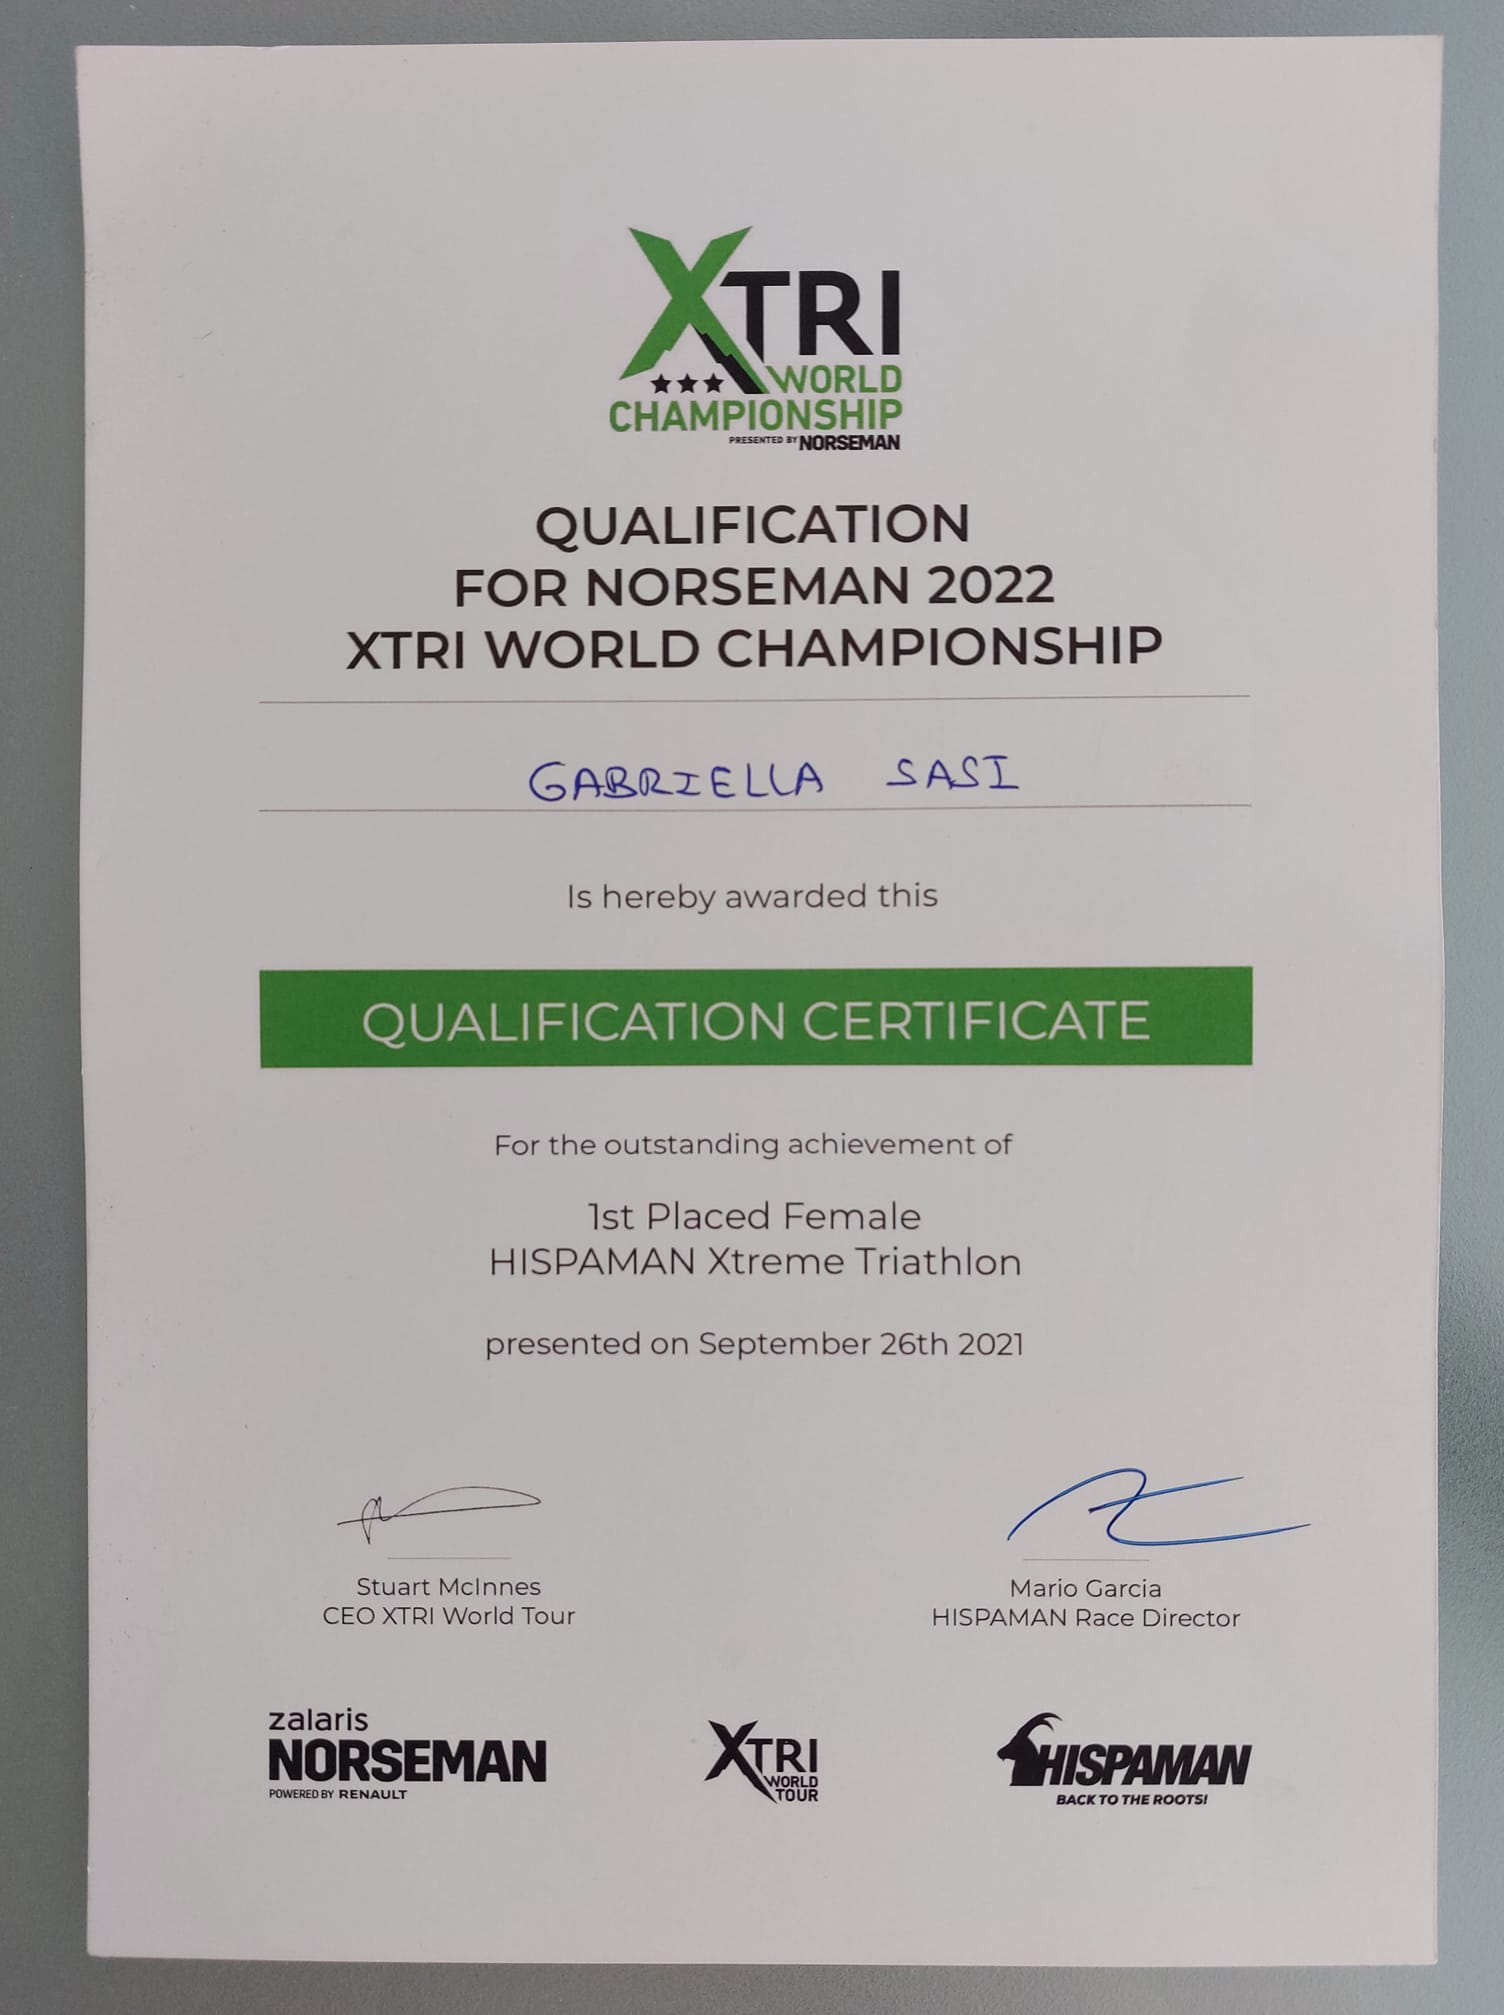 XTRI
WORLD
CHAMPIONSHIP
PRESENTED BY NORSEMAN
QUALIFICATION
FOR NORSEMAN 2022
XTRI WORLD CHAMPIONSHIP
GABRIELLA SASI
Is hereby awarded this
QUALIFICATION CERTIFICATE
For the outstanding achievement of
1st Placed Female
HISPAMAN Xtreme Triathlon
presented on September 26th 2021
Stuart McInnes
CEO XTRI World Tour
Mario Garcia
HISPAMAN Race Director
zalaris
NORSEMAN
POWERED BY RENAULT
XTRI
WORLD
TOUR
HISPAMAN
BACK TO THE ROOTS!